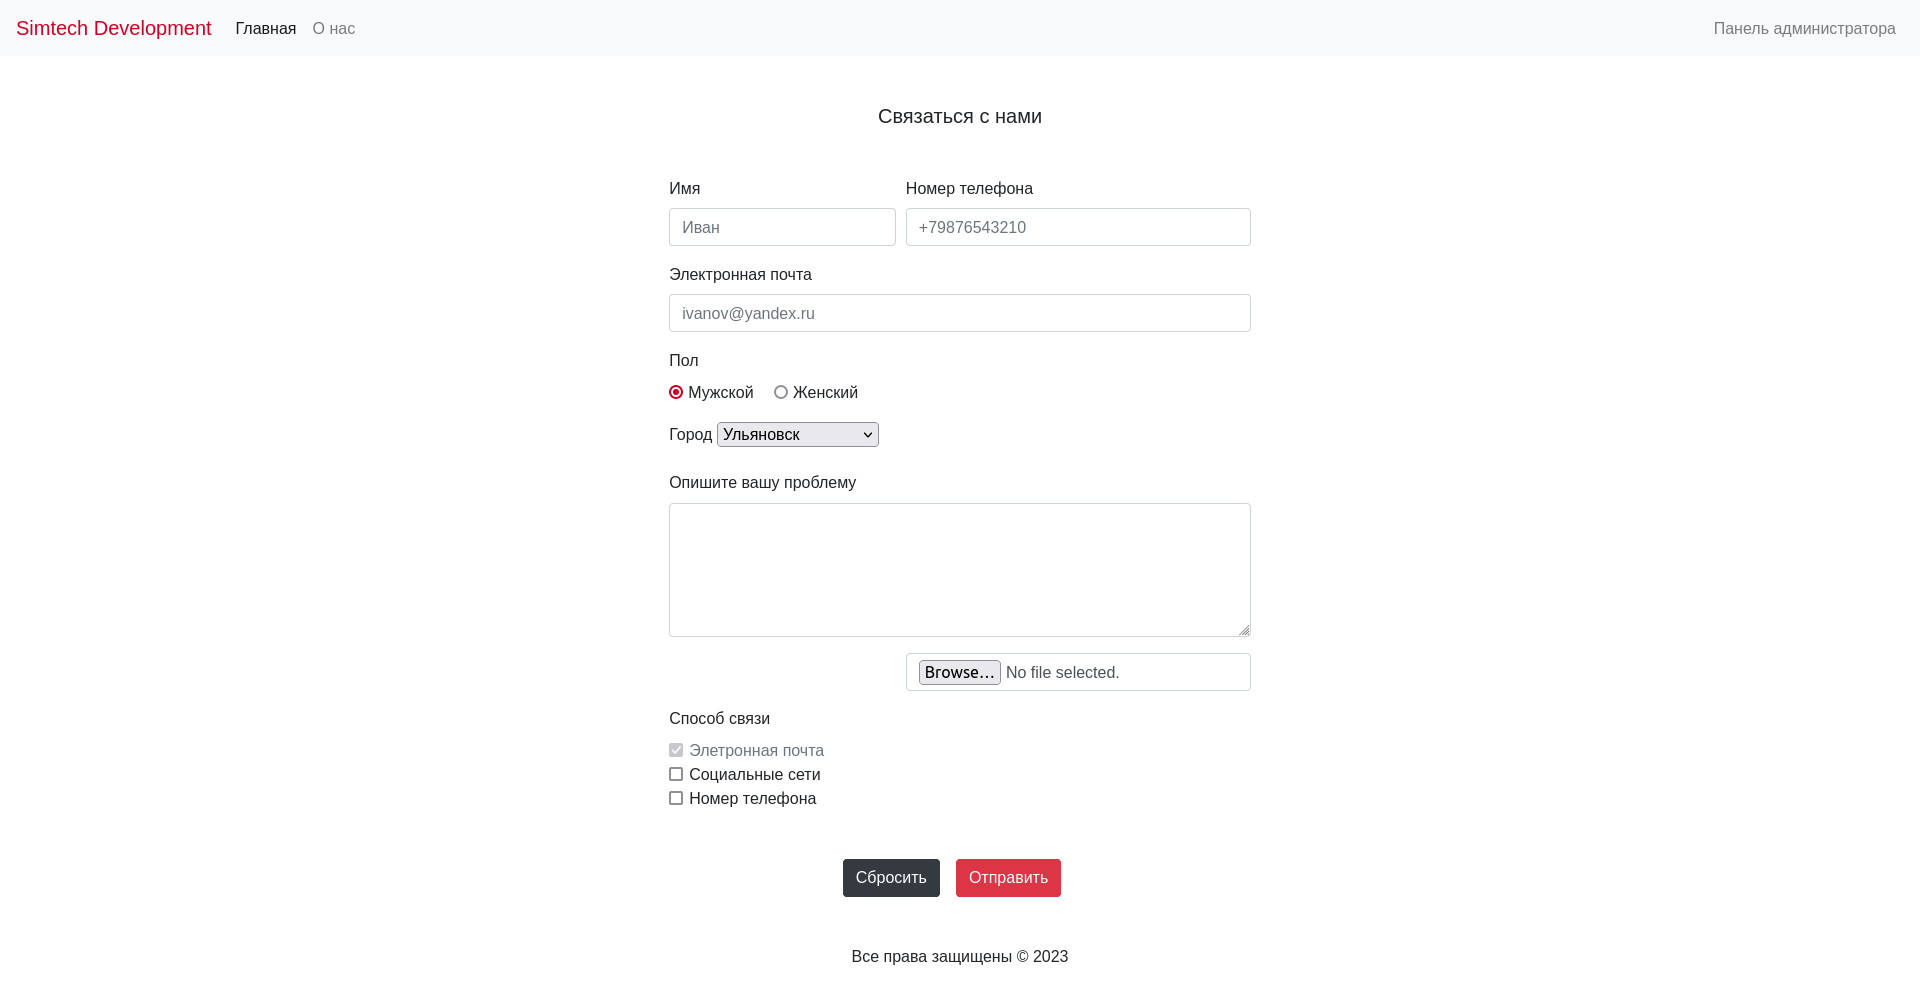 Simtech Development Главная О нас Панель администратора
Связаться с нами
Имя Номер телефона
Иван +79876543210
Электронная почта
ivanov@yandex.ru
Пол
Мужской Женский
Город Ульяновск
Опишите вашу проблему
Browse... No file selected.
Способ связи
Элетронная почта
Социальные сети
Номер телефона
Сбросить Отправить
Все права защищены © 2023